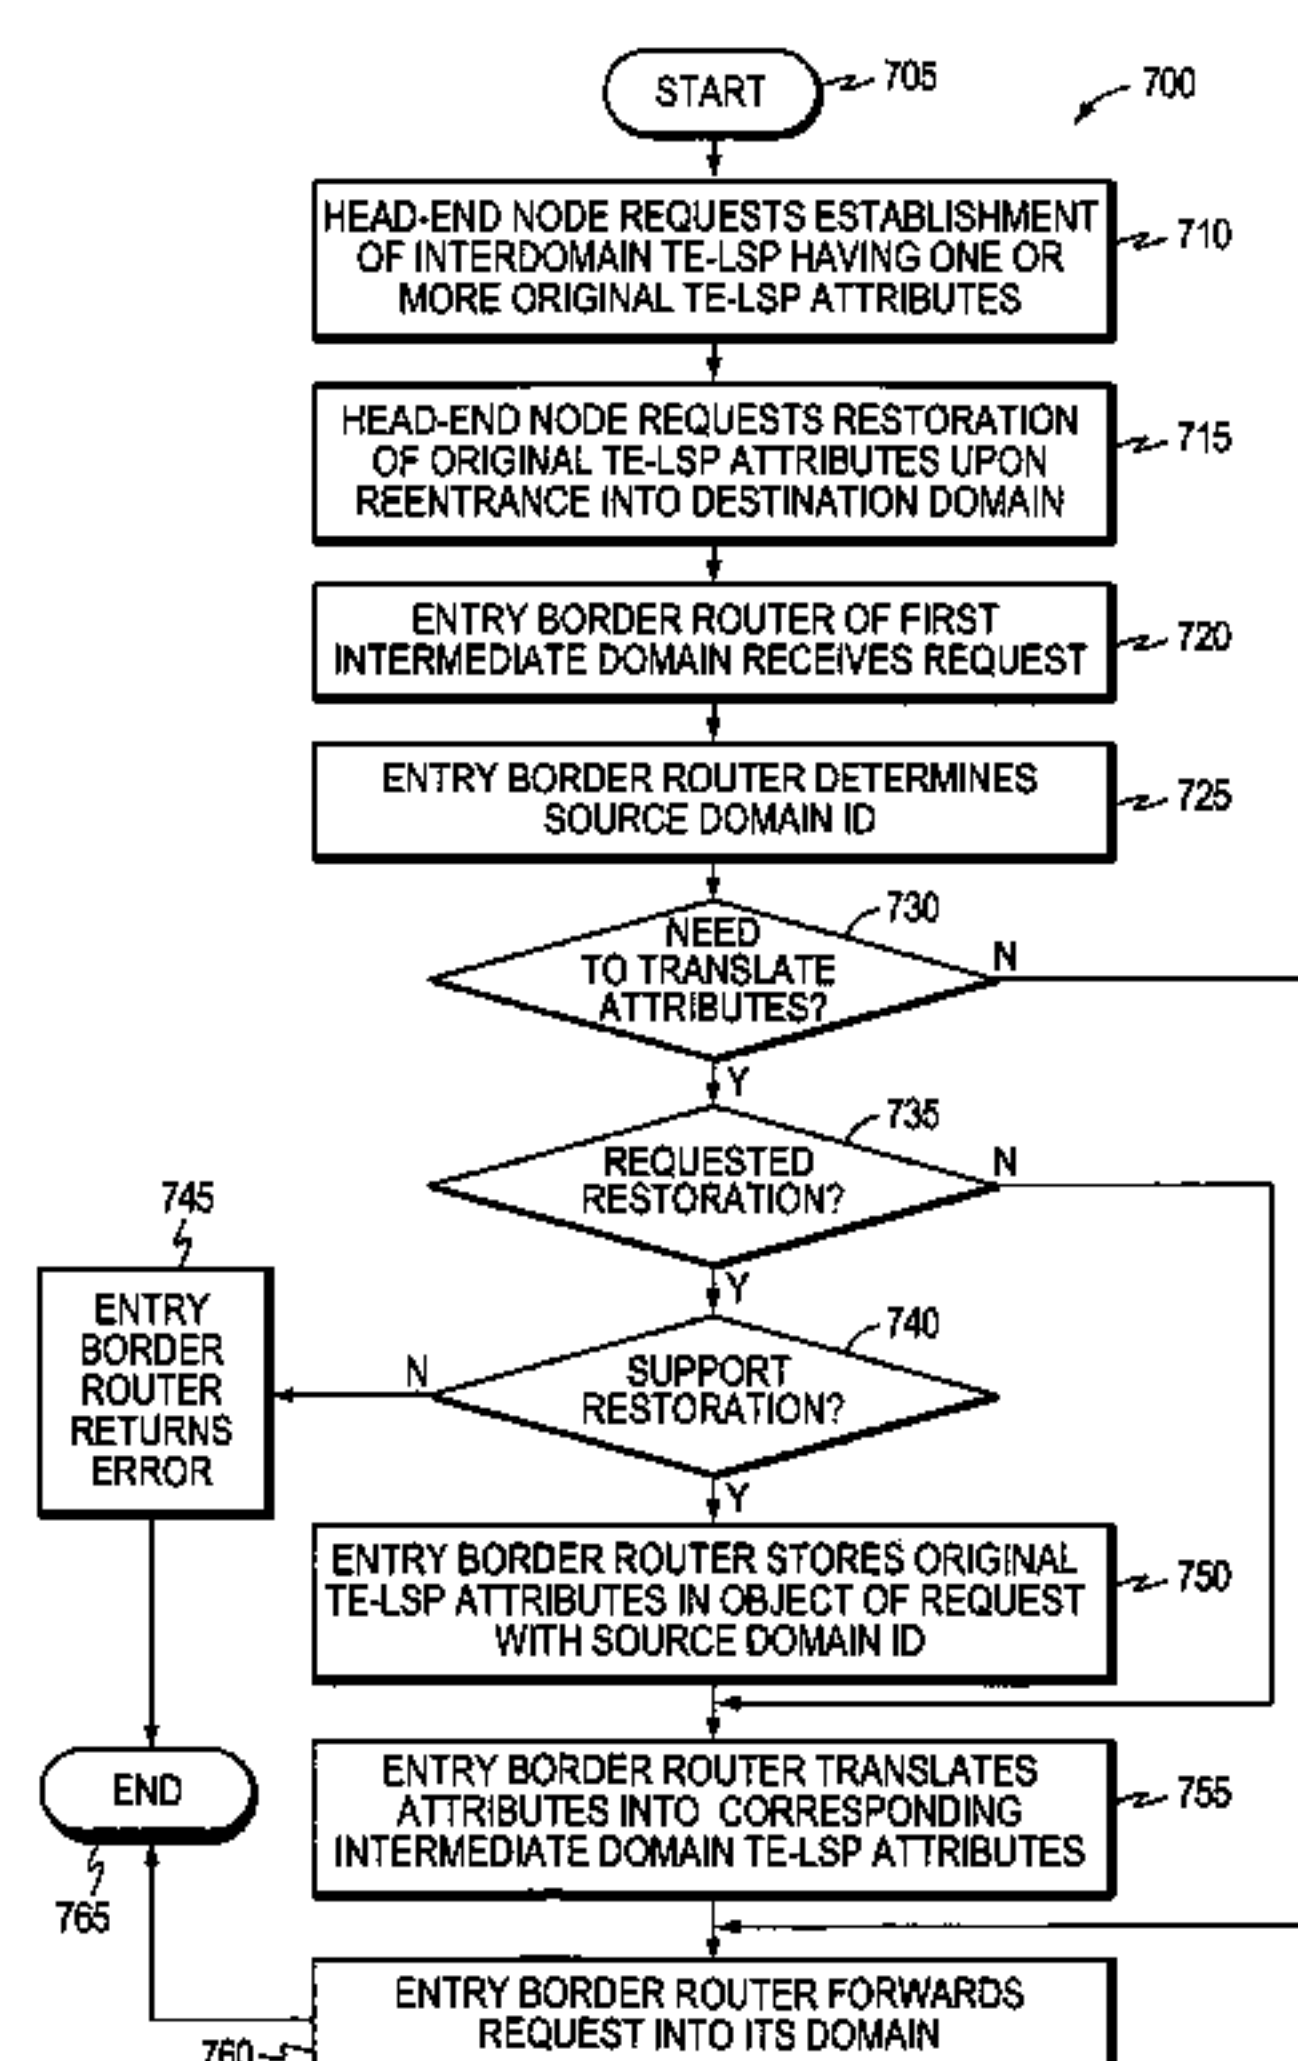 START
705
700
HEAD-END NODE REQUESTS ESTABLISHMENT
OF INTERDOMAIN TE-LSP HAVING ONE OR
MORE ORIGINAL TE-LSP ATTRIBUTES
710
HEAD-END NODE REQUESTS RESTORATION
OF ORIGINAL TE-LSP ATTRIBUTES UPON
REENTRANCE INTO DESTINATION DOMAIN
715
ENTRY BORDER ROUTER OF FIRST
INTERMEDIATE DOMAIN RECEIVES REQUEST
720
ENTRY BORDER ROUTER DETERMINES
SOURCE DOMAIN ID
725
730
NEED
TO TRANSLATE
ATTRIBUTES?
N
Y
735
REQUESTED
RESTORATION?
N
Y
745
ENTRY
BORDER
ROUTER
RETURNS
ERROR
740
SUPPORT
RESTORATION?
N
Y
ENTRY BORDER ROUTER STORES ORIGINAL
TE-LSP ATTRIBUTES IN OBJECT OF REQUEST
WITH SOURCE DOMAIN ID
750
END
765
ENTRY BORDER ROUTER TRANSLATES
ATTRIBUTES INTO CORRESPONDING
INTERMEDIATE DOMAIN TE-LSP ATTRIBUTES
755
ENTRY BORDER ROUTER FORWARDS
REQUEST INTO ITS DOMAIN
760